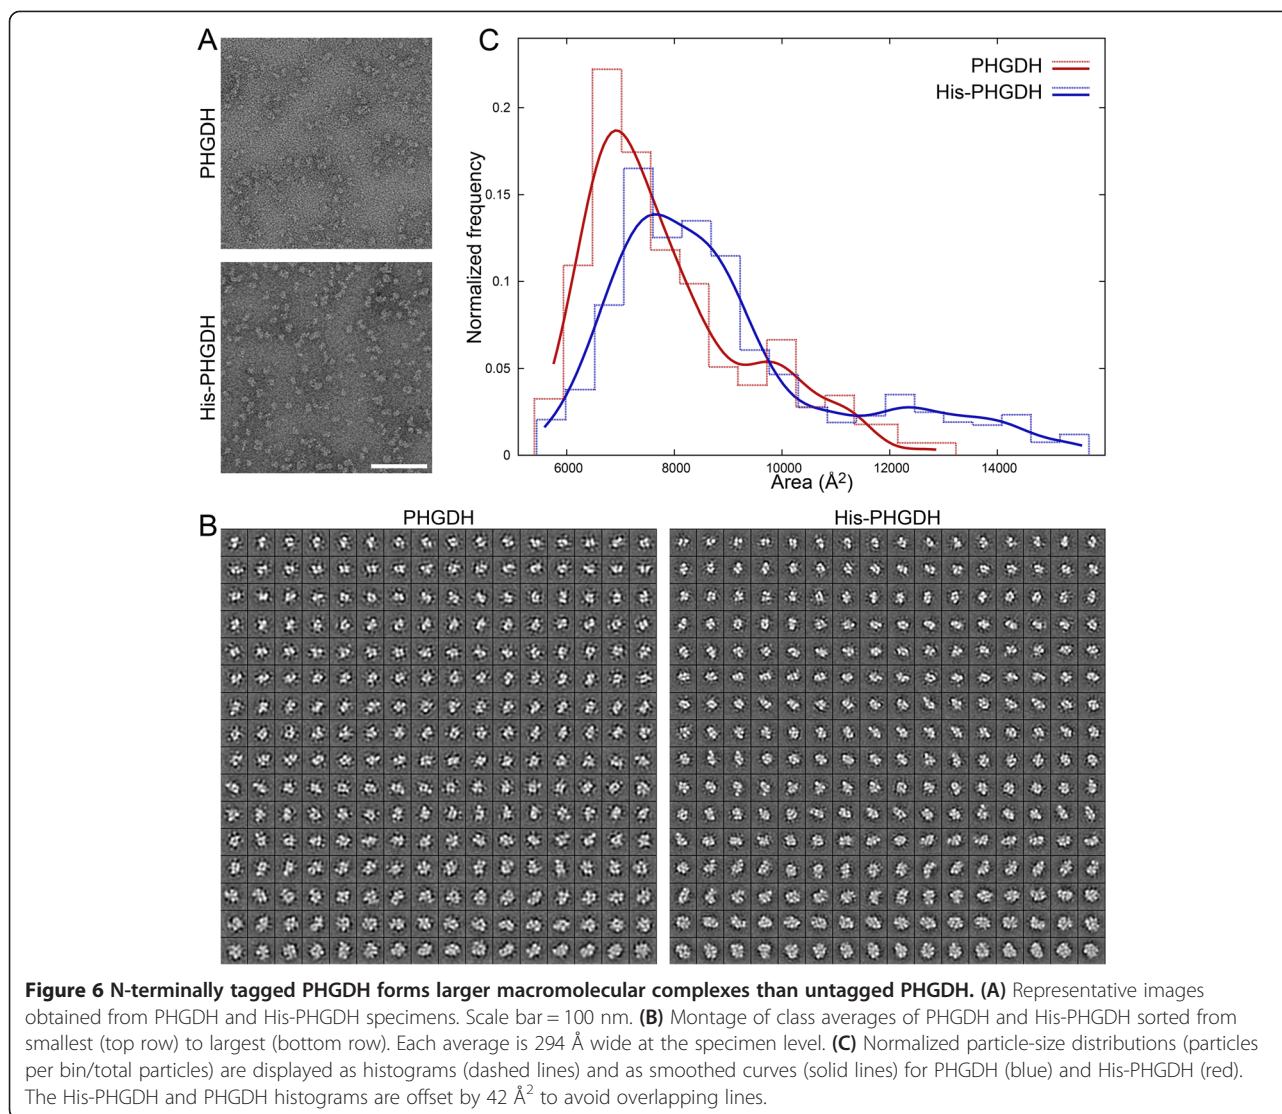 A
PHGDH
His-PHGDH
C
Normalized frequency
0.2
0.15
0.1
0.05
0
6000 8000 10000 12000 14000
Area (Å²)
PHGDH
His-PHGDH
B
PHGDH His-PHGDH
Figure 6 N-terminally tagged PHGDH forms larger macromolecular complexes than untagged PHGDH. (A) Representative images
obtained from PHGDH and His-PHGDH specimens. Scale bar = 100 nm. (B) Montage of class averages of PHGDH and His-PHGDH sorted from
smallest (top row) to largest (bottom row). Each average is 294 Å wide at the specimen level. (C) Normalized particle-size distributions (particles
per bin/total particles) are displayed as histograms (dashed lines) and as smoothed curves (solid lines) for PHGDH (blue) and His-PHGDH (red).
The His-PHGDH and PHGDH histograms are offset by 42 Å² to avoid overlapping lines.